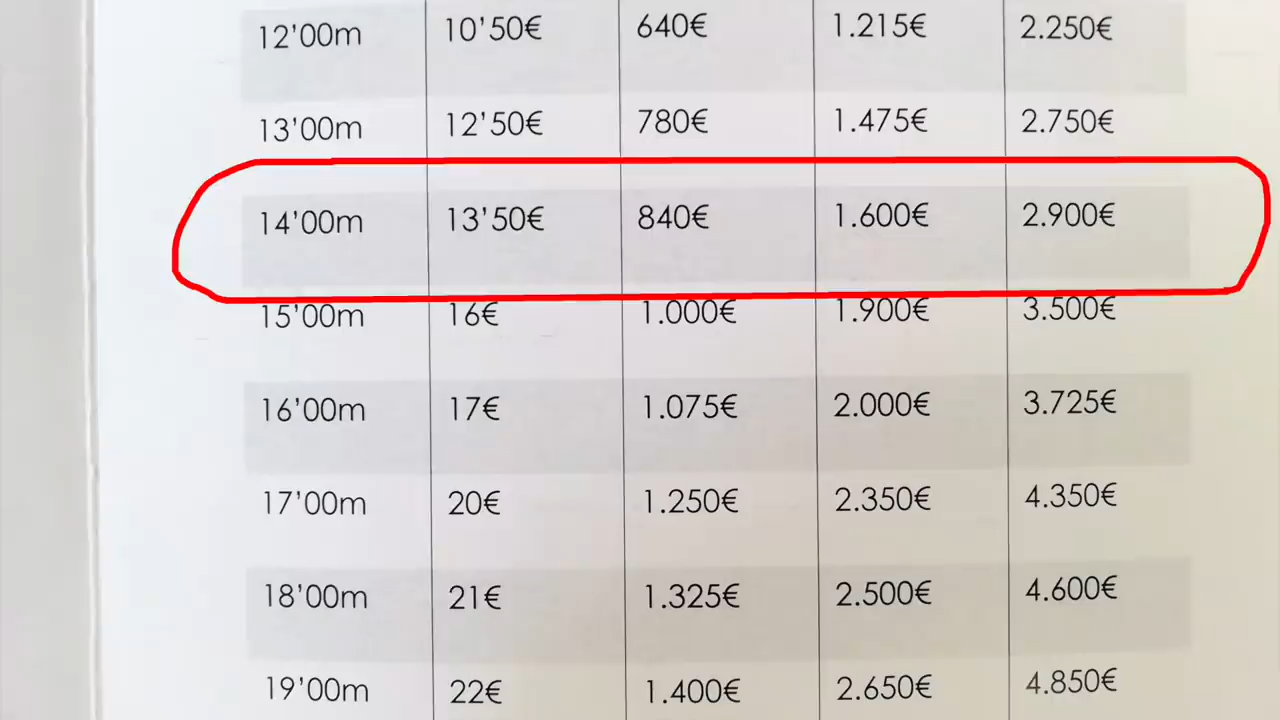 12'00m 10'50€ 640€ 1.215€ 2.250€
13'00m 12'50€ 780€ 1.475€ 2.750€
14'00m 13'50€ 840€ 1.600€ 2.900€
15'00m 16€ 1.000€ 1.900€ 3.500€
16'00m 17€ 1.075€ 2.000€ 3.725€
17'00m 20€ 1.250€ 2.350€ 4.350€
18'00m 21€ 1.325€ 2.500€ 4.600€
19'00m 22€ 1.400€ 2.650€ 4.850€